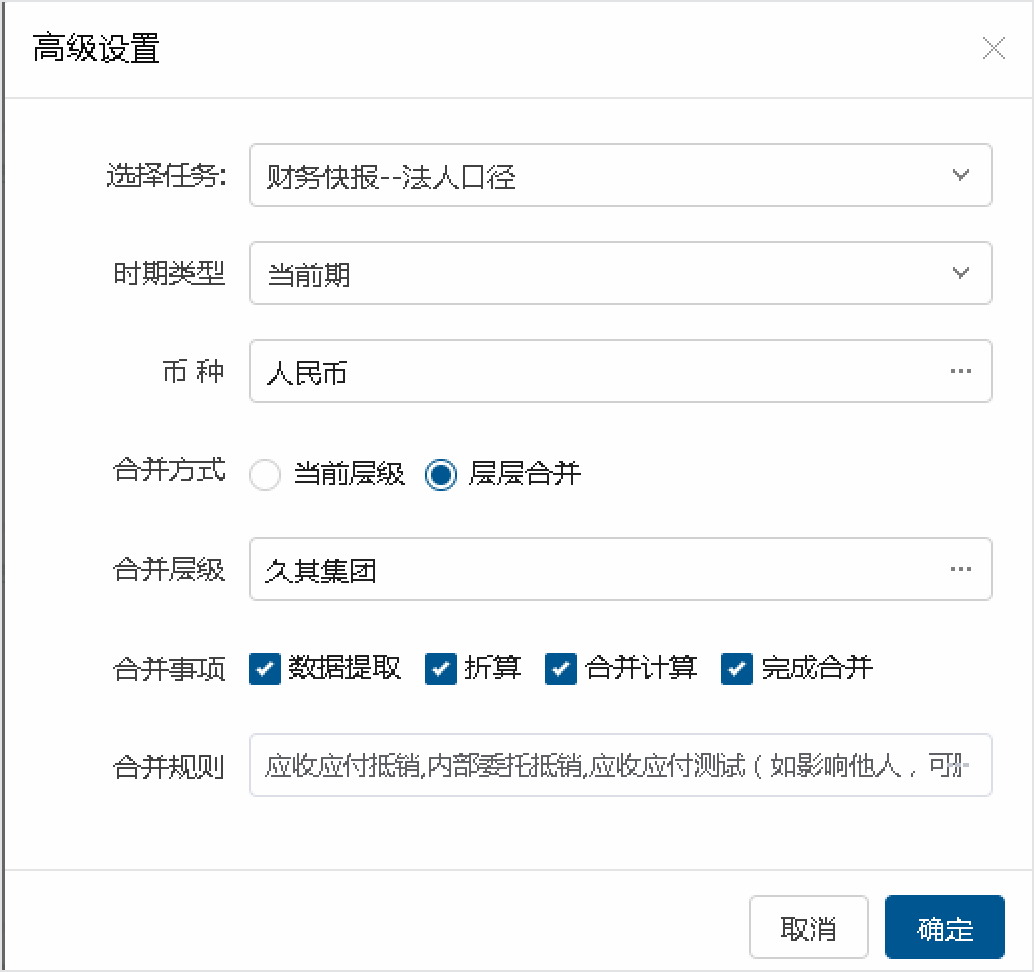 高级设置
选择任务: 财务快报--法人口径
时期类型 当前期
币 种 人民币
合并方式 当前层级 层层合并
合并层级 久其集团
合并事项 数据提取 折算 合并计算 完成合并
合并规则 应收应付抵销,内部委托抵销,应收应付测试（如影响他人，可
取消 确定